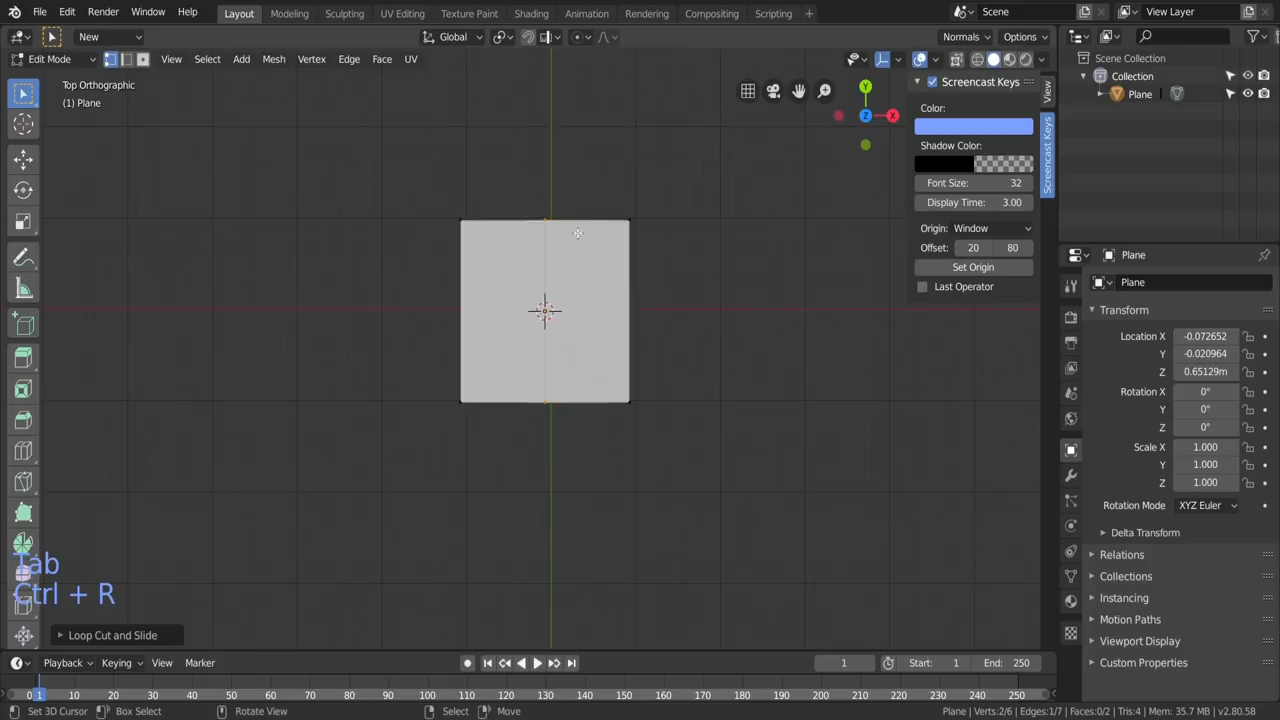 File Edit Render Window Help Layout Modeling Sculpting UV Editing Texture Paint Shading Animation Rendering Compositing Scripting + Scene View Layer
New Global Normals Options
Edit Mode View Select Add Mesh Vertex Edge Face UV
Top Orthographic
(1) Plane
Y
Z
X
Screencast Keys
Color:
Shadow Color:
Font Size: 32
Display Time: 3.00
Origin: Window
Offset: 20 80
Set Origin
Last Operator
View
Screencast Keys
Scene Collection
Collection
Plane
Plane
Plane
Transform
Location X -0.072652
Y -0.020964
Z 0.65129m
Rotation X 0°
Y 0°
Z 0°
Scale X 1.000
Y 1.000
Z 1.000
Rotation Mode XYZ Euler
Delta Transform
Relations
Collections
Instancing
Motion Paths
Viewport Display
Custom Properties
Tab
Ctrl + R
Loop Cut and Slide
Playback Keying View Marker 1 Start: 1 End: 250
1 10 20 30 40 50 60 70 80 90 100 110 120 130 140 150 160 170 180 190 200 210 220 230 240 250
Set 3D Cursor Box Select Rotate View Select Move Plane | Verts:2/6 | Edges:1/7 | Faces:0/2 | Tris:4 | Mem: 35.7 MB | v2.80.58